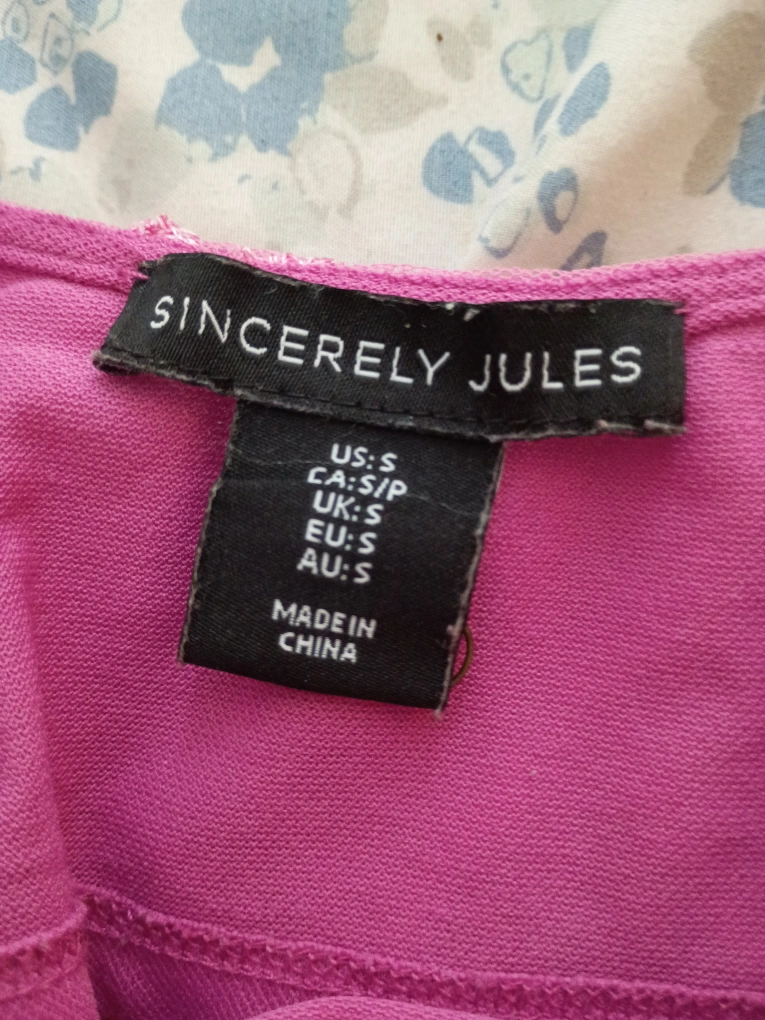 SINCERELY JULES
US: S
CA: S/P
UK: S
EU: S
AU: S
MADE IN
CHINA